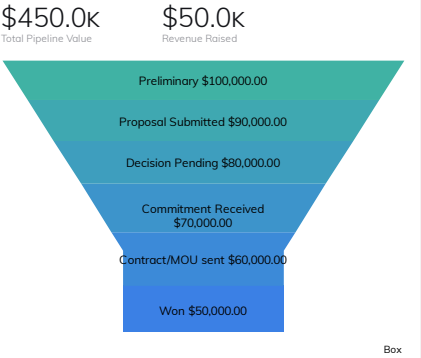 $450.0K
Total Pipeline Value
$50.0K
Revenue Raised
Preliminary $100,000.00
Proposal Submitted $90,000.00
Decision Pending $80,000.00
Commitment Received
$70,000.00
Contract/MOU sent $60,000.00
Won $50,000.00
Box